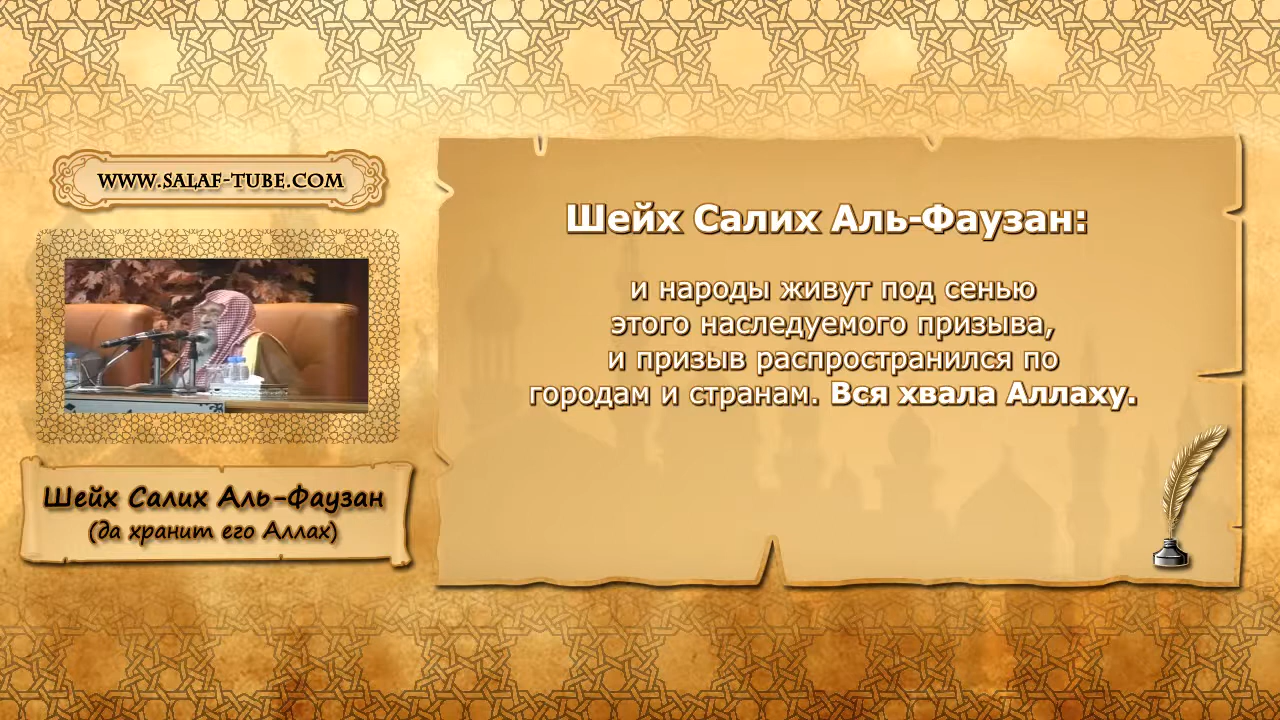 WWW.SALAF-TUBE.COM
Шейх Салих Аль-Фаузан
(да хранит его Аллах)
Шейх Салих Аль-Фаузан:
и народы живут под сенью
этого наследуемого призыва,
и призыв распространился по
городам и странам. Вся хвала Аллаху.